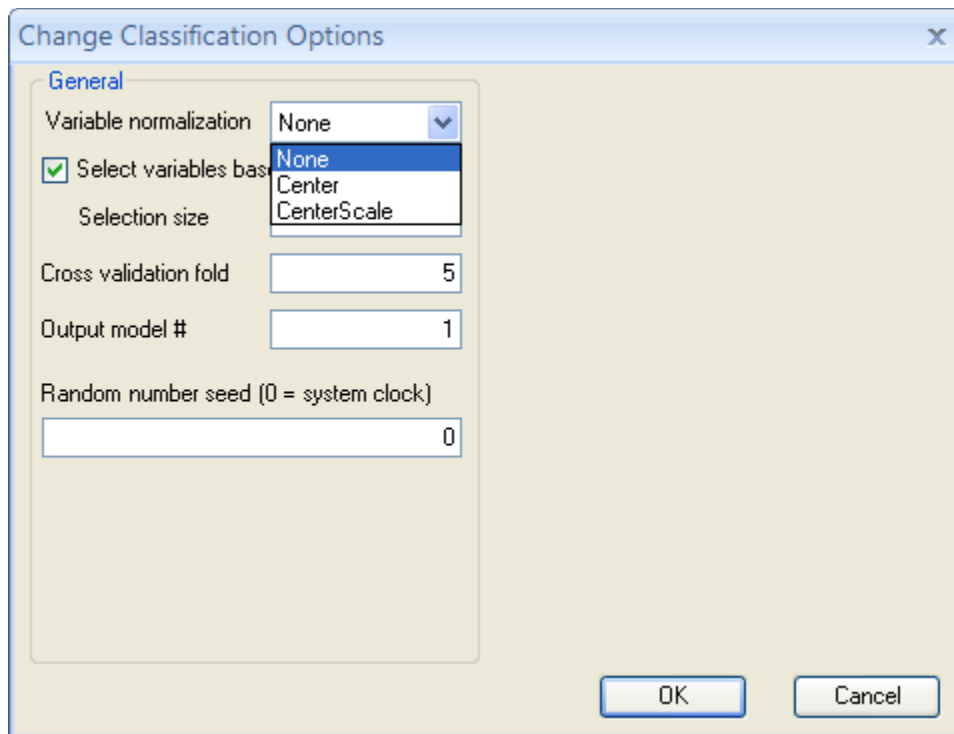 Change Classification Options
General
Variable normalization None
None
Select variables
Center
CenterScale
Selection size
Cross validation fold 5
Output model # 1
Random number seed (0 = system clock)
0
OK Cancel